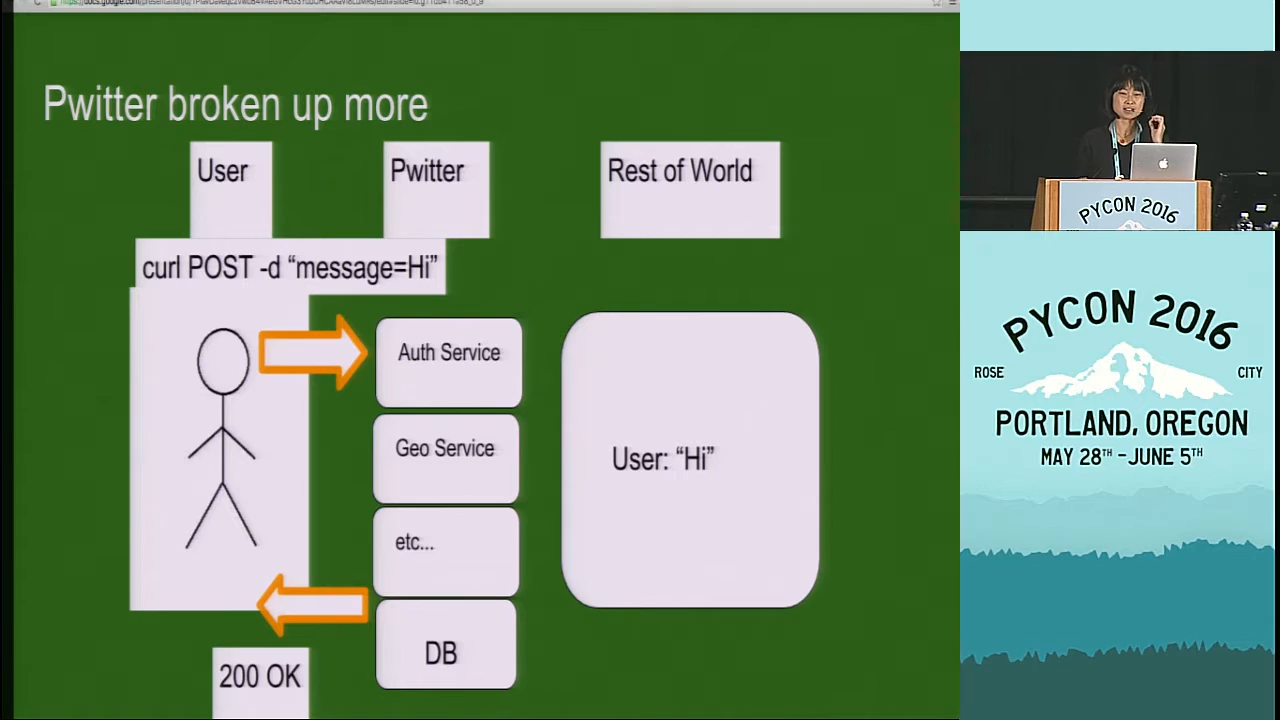 Pwitter broken up more
User
Pwitter
Rest of World
curl POST -d “message=Hi”
Auth Service
Geo Service
etc...
DB
User: “Hi”
200 OK
PYCON 2016
PYCON 2016
ROSE
CITY
PORTLAND, OREGON
MAY 28TH - JUNE 5TH